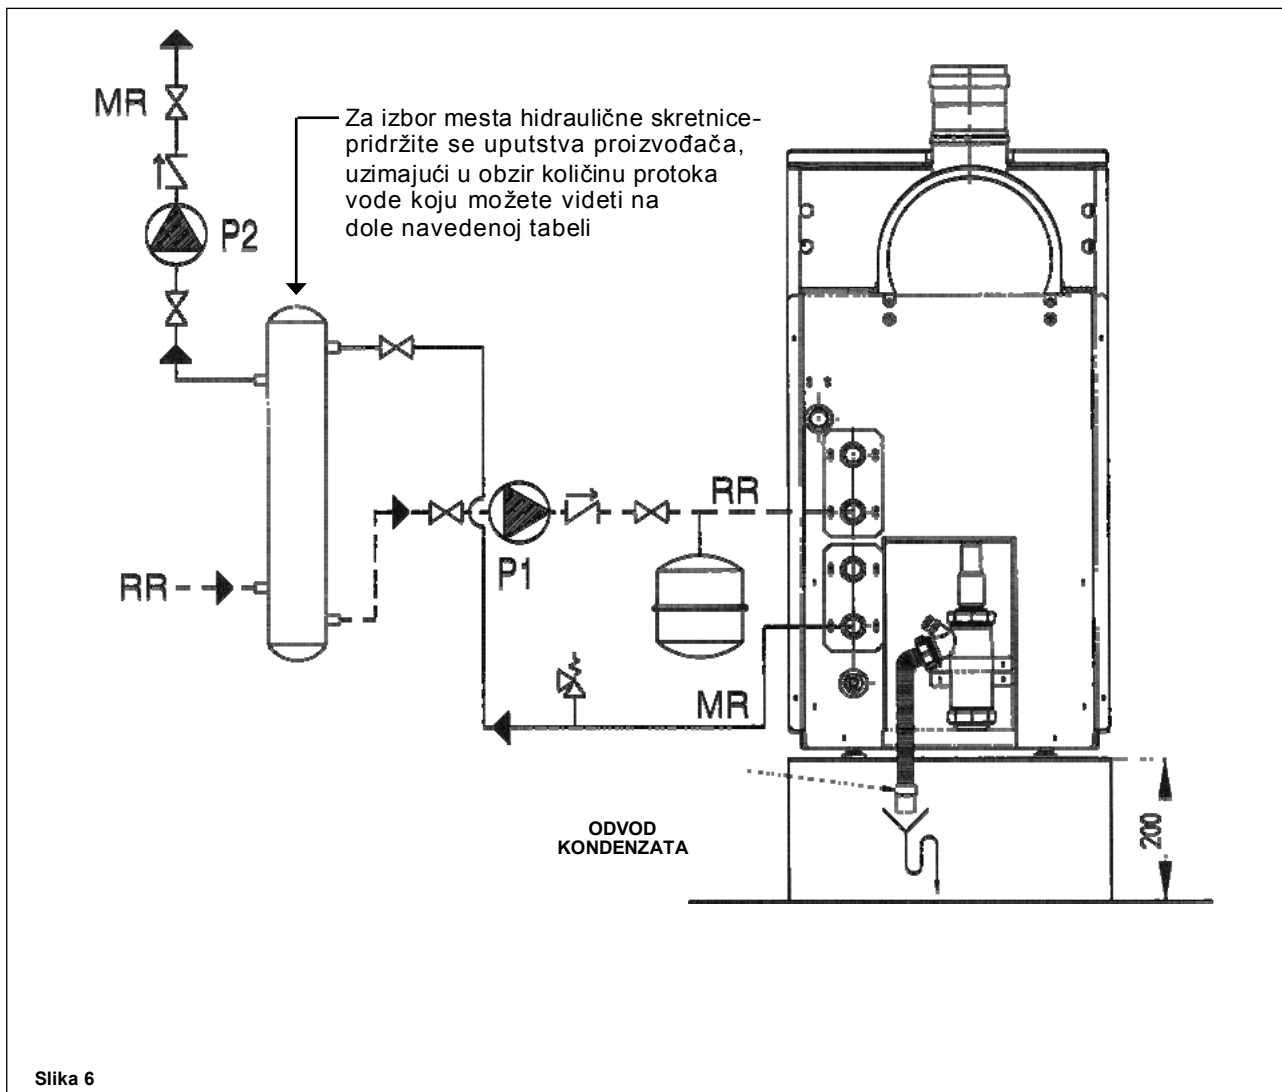 MR
Za izbor mesta hidraulične skretnice-
pridržite se uputstva proizvođača,
uzimajući u obzir količinu protoka
vode koju možete videti na
dole navedenoj tabeli
P2
RR
P1
RR
MR
ODVOD
KONDENZATA
200
Slika 6